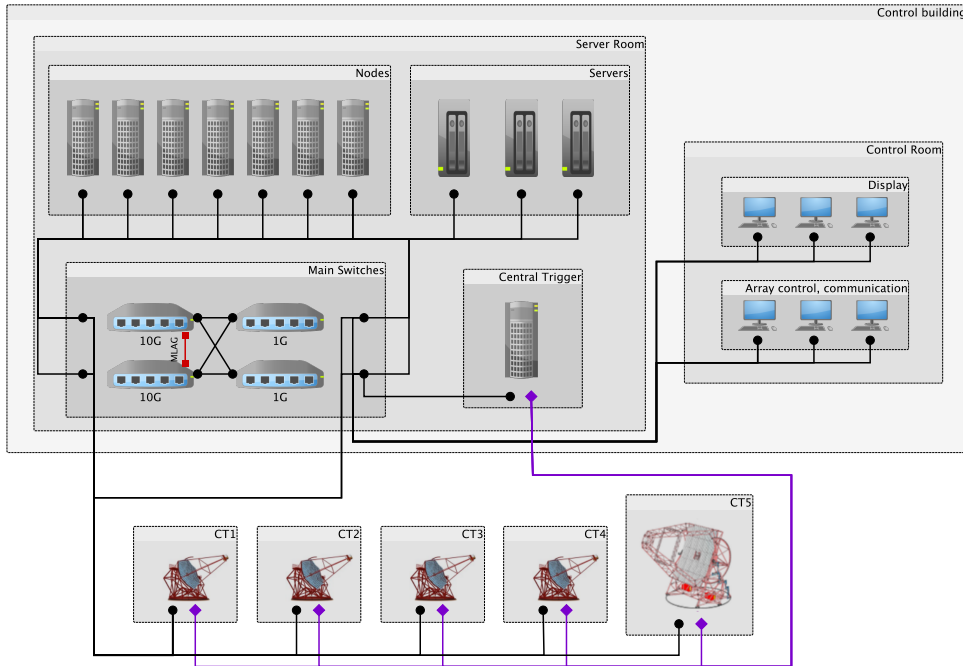 Control building
Server Room
Nodes
Servers
Control Room
Display
Main Switches
Central Trigger
Array control, communication
10G
MLAG
1G
10G
1G
CT1
CT2
CT3
CT4
CT5